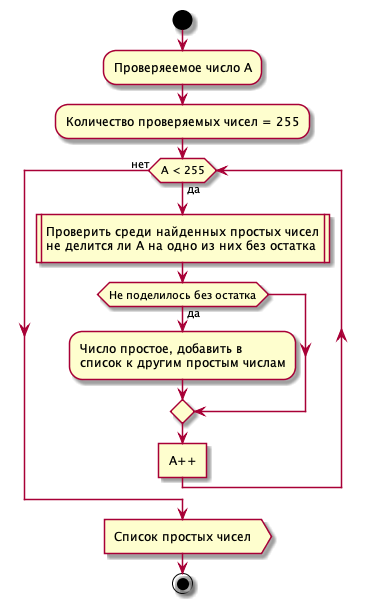 Проверяеемое число A
Количество проверяемых чисел = 255
нет
A < 255
да
Проверить среди найденных простых чисел
не делится ли A на одно из них без остатка
Не поделилось без остатка
да
Число простое, добавить в
список к другим простым числам
A++
Список простых чисел